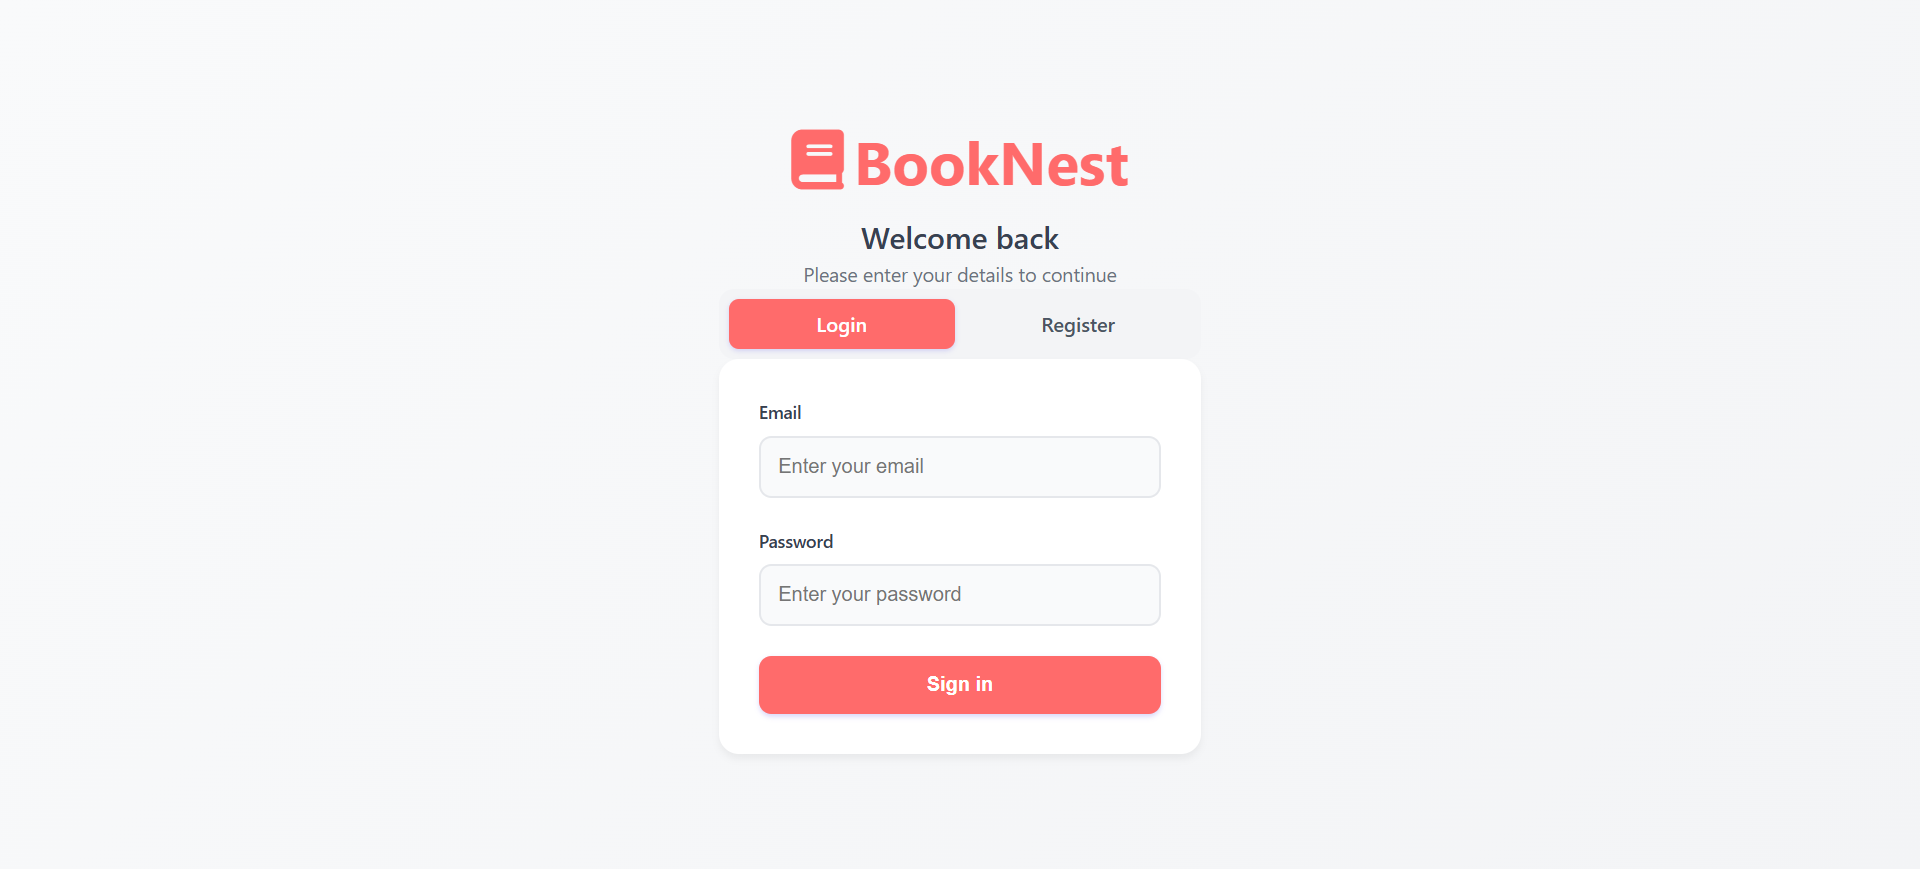 BookNest
Welcome back
Please enter your details to continue
Login Register
Email
Enter your email
Password
Enter your password
Sign in